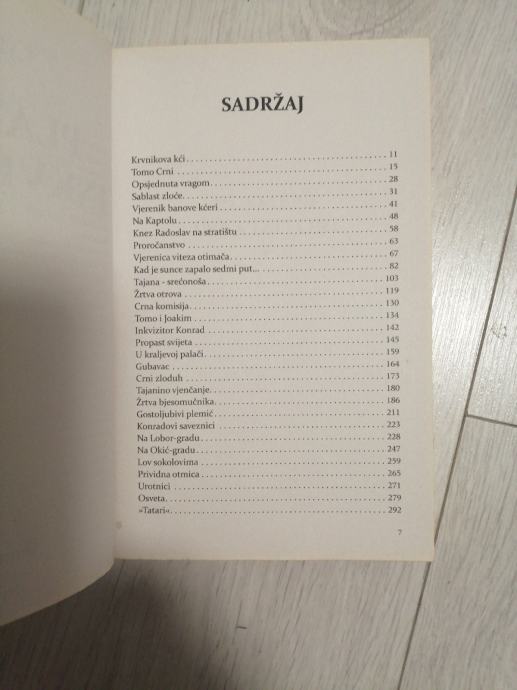 SADRŽAJ
Krvnikova kći 11
Tomo Crni 15
Opsjednuta vragom 28
Sablast zloće 31
Vjerenik banove kćeri 41
Na Kaptolu 48
Knez Radoslav na stratištu 58
Proročanstvo 63
Vjerenica viteza otimača 67
Kad je sunce zapalo sedmi put... 82
Tajana - srećonoša 103
Žrtva otrova 119
Crna komisija 130
Tomo i Joakim 134
Inkvizitor Konrad 142
Propast svijeta 145
U kraljevoj palači 159
Gubavac 164
Crni zloduh 173
Tajanino vjenčanje 180
Žrtva bjesomučnika 186
Gostoljubivi plemić 211
Konradovi saveznici 223
Na Lobor-gradu 228
Na Okić-gradu 247
Lov sokolovima 259
Prividna otmica 265
Urotnici 271
Osveta 279
»Tatari« 292
7